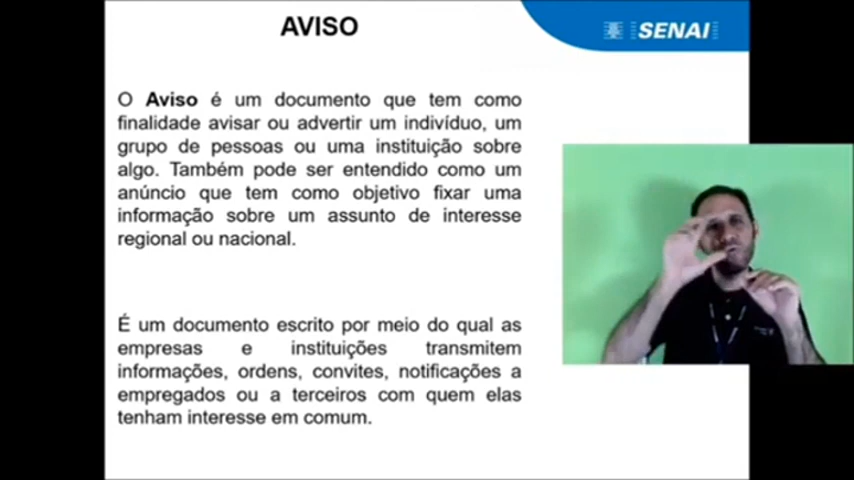 AVISO
SENAI
O Aviso é um documento que tem como
finalidade avisar ou advertir um indivíduo, um
grupo de pessoas ou uma instituição sobre
algo. Também pode ser entendido como um
anúncio que tem como objetivo fixar uma
informação sobre um assunto de interesse
regional ou nacional.
É um documento escrito por meio do qual as
empresas e instituições transmitem
informações, ordens, convites, notificações a
empregados ou a terceiros com quem elas
tenham interesse em comum.